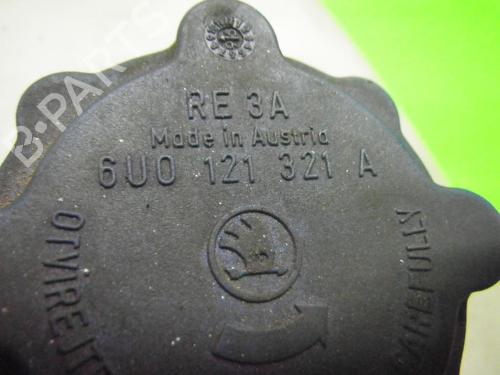 RE 3A
Made in Austria
6U0 121 321 A
B-PARTS